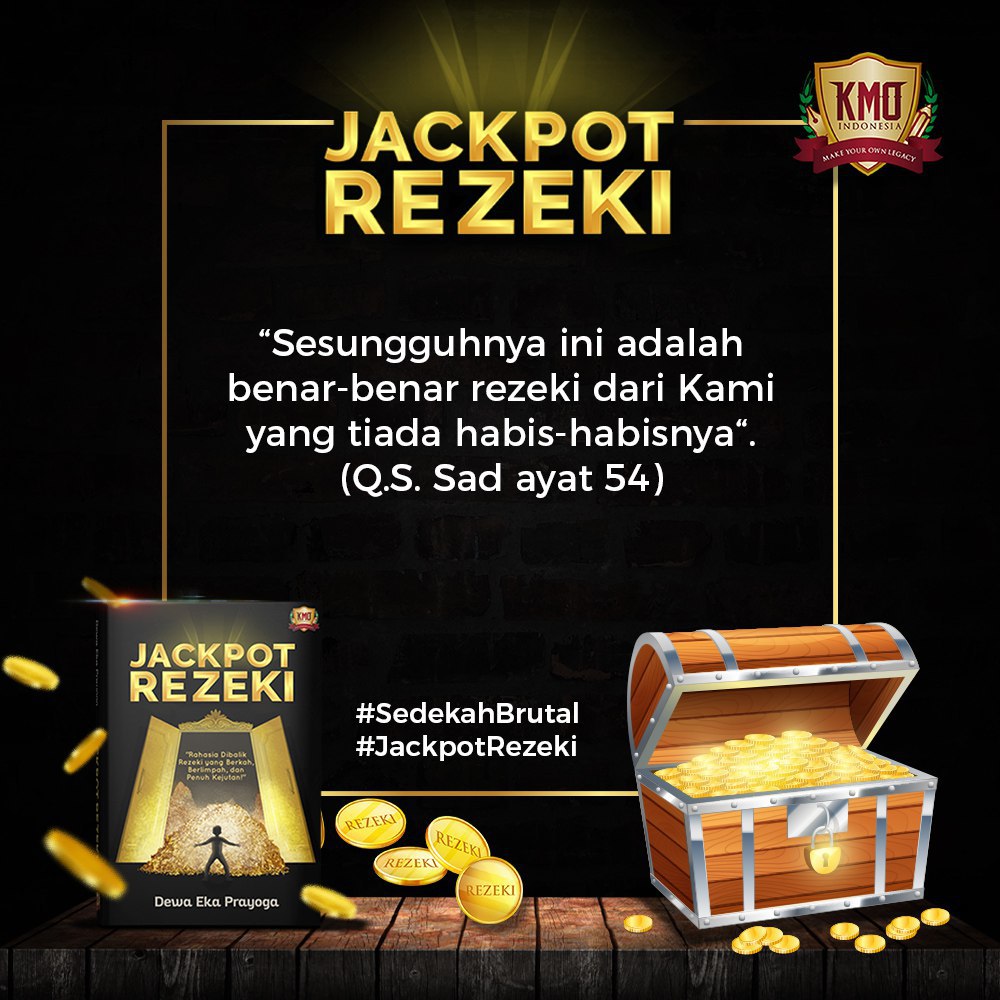 JACKPOT
REZEKI
KMO
INDONESIA
MAKE YOUR OWN LEGACY
“Sesungguhnya ini adalah
benar-benar rezeki dari Kami
yang tiada habis-habisnya“.
(Q.S. Sad ayat 54)
KMO
JACKPOT
REZEKI
"Rahasia Dibalik
Rezeki yang Berkah,
Berlimpah, dan
Penuh Kejutan!"
Dewa Eka Prayoga
#SedekahBrutal
#JackpotRezeki
REZEKI
REZEKI
REZEKI
REZEKI